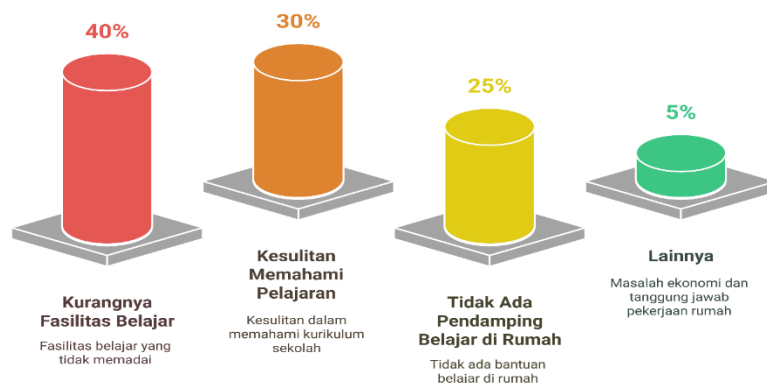 40%
Kurangnya
Fasilitas Belajar
Fasilitas belajar yang
tidak memadai
30%
Kesulitan
Memahami
Pelajaran
Kesulitan dalam
memahami kurikulum
sekolah
25%
Tidak Ada
Pendamping
Belajar di Rumah
Tidak ada bantuan
belajar di rumah
5%
Lainnya
Masalah ekonomi dan
tanggung jawab
pekerjaan rumah